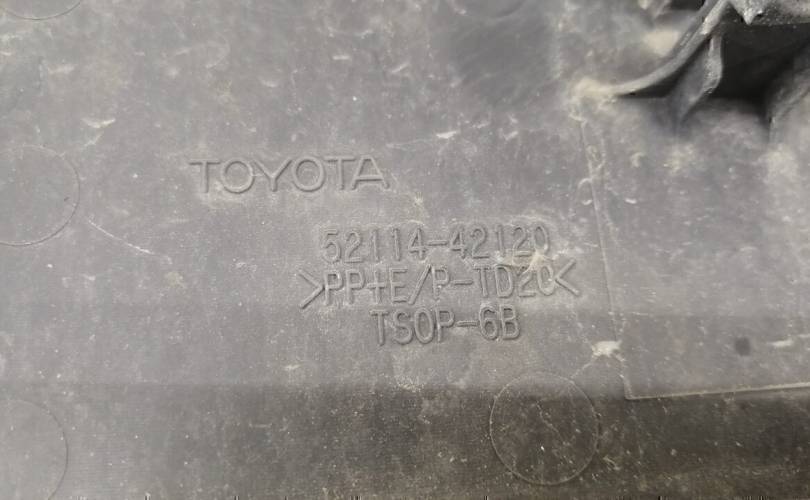 TOYOTA
52114-42120
>PP+E/P-TD20<
TSOP-6B